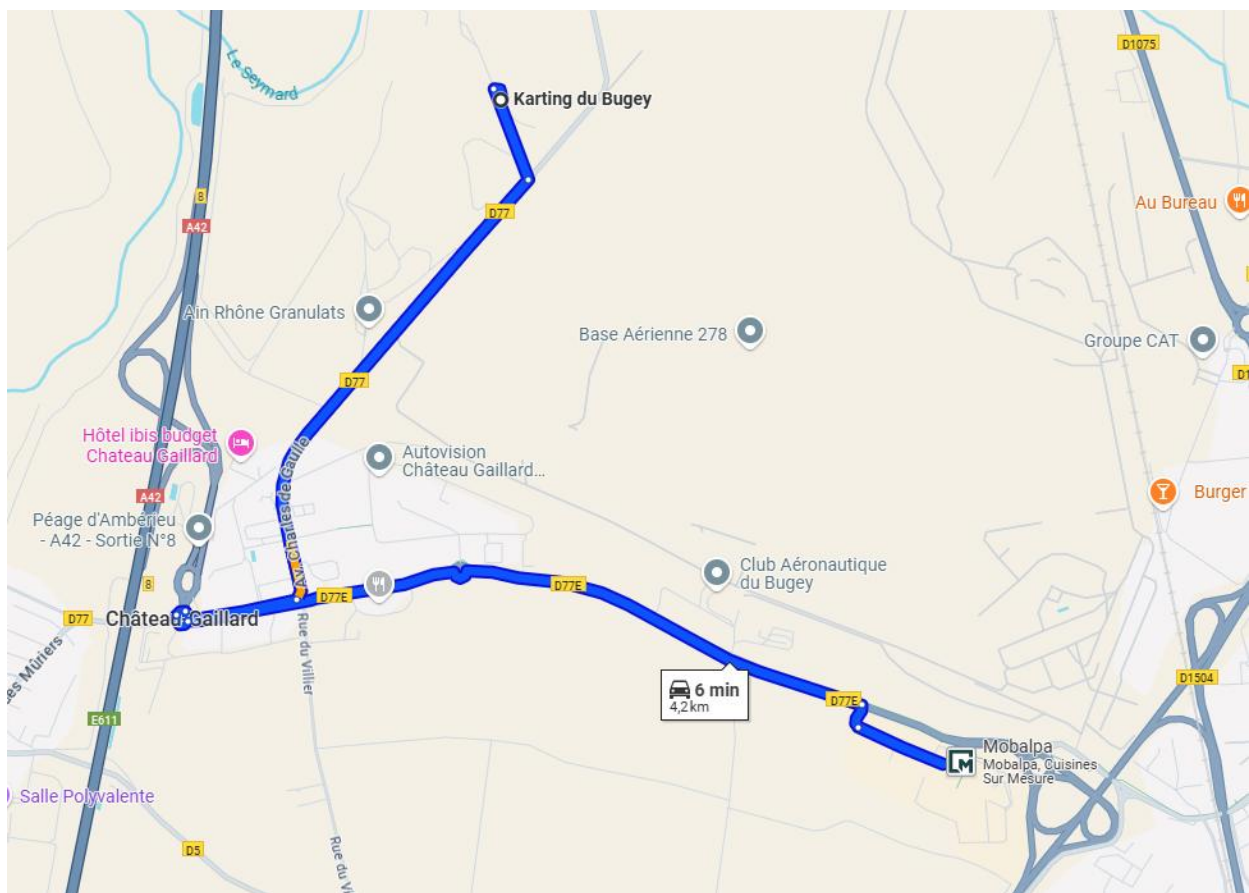 D1075
Le Seymard
Karting du Bugey
8
A42
Au Bureau
D77
Ain Rhône Granulats
Base Aérienne 278
Groupe CAT
D1
D77
Hôtel ibis budget
Chateau Gaillard
Av. Charles de Gaulle
Autovision
Château Gaillard...
A42
Burger
Péage d'Ambérieu
- A42 - Sortie N°8
8
Club Aéronautique
du Bugey
D77E
D77E
D77
Château-Gaillard
Rue du Villier
des Mûriers
6 min
4,2 km
D77E
D1504
E611
Mobalpa
Mobalpa, Cuisines
Sur Mesure
Salle Polyvalente
D5
Rue du Vi